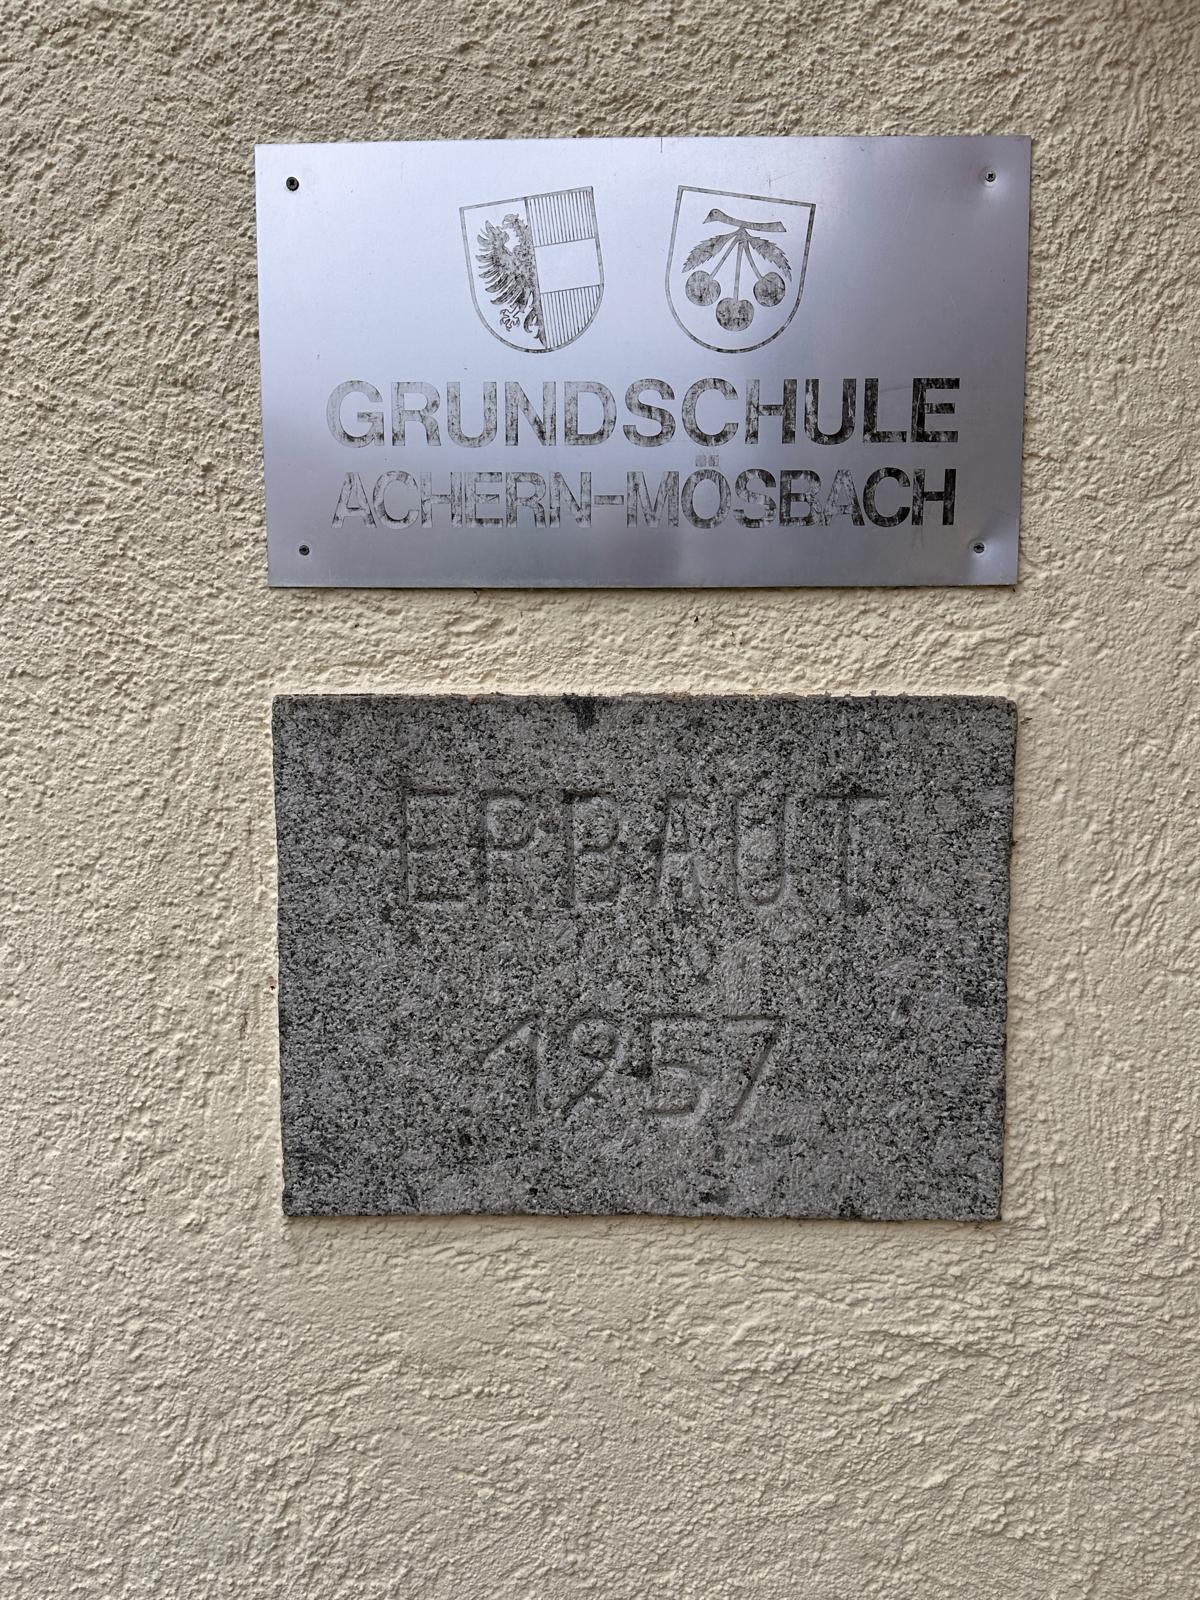 GRUNDSCHULE
ACHERN-MÖSBACH
ERBAUT
1957